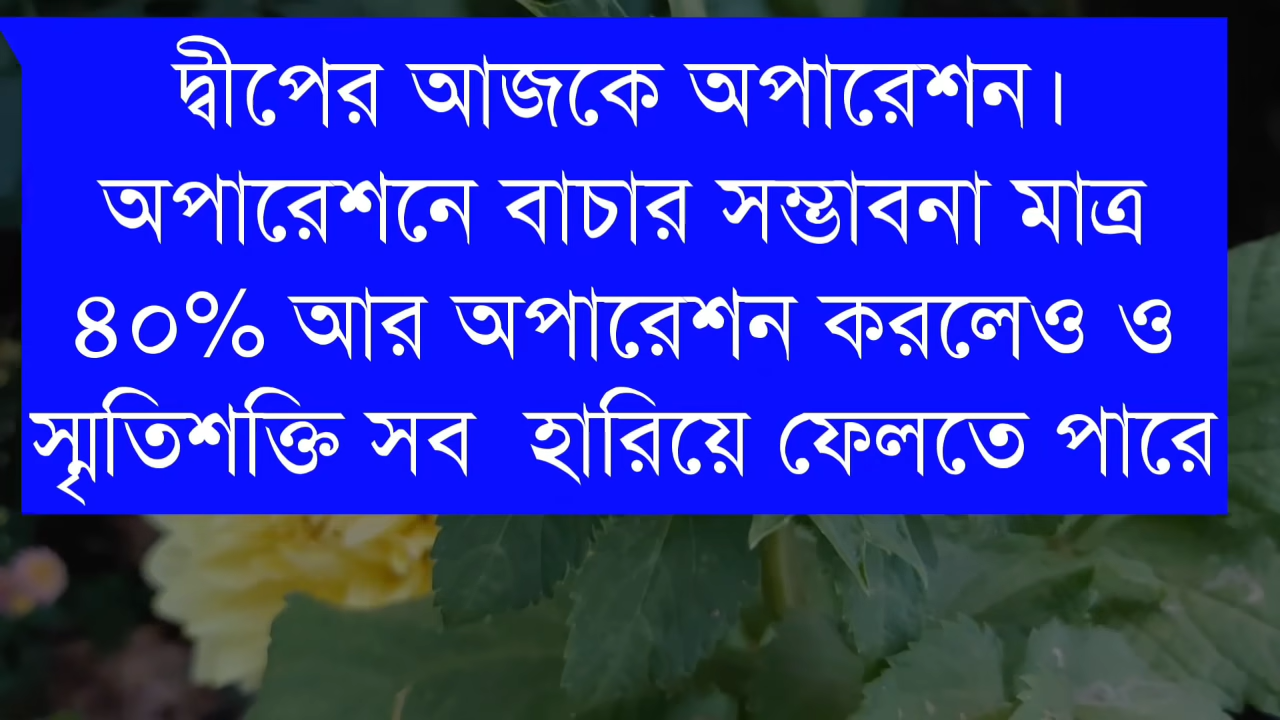 দ্বীপের আজকে অপারেশন।
অপারেশনে বাচার সম্ভাবনা মাত্র
৪০% আর অপারেশন করলেও ও
স্মৃতিশক্তি সব হারিয়ে ফেলতে পারে